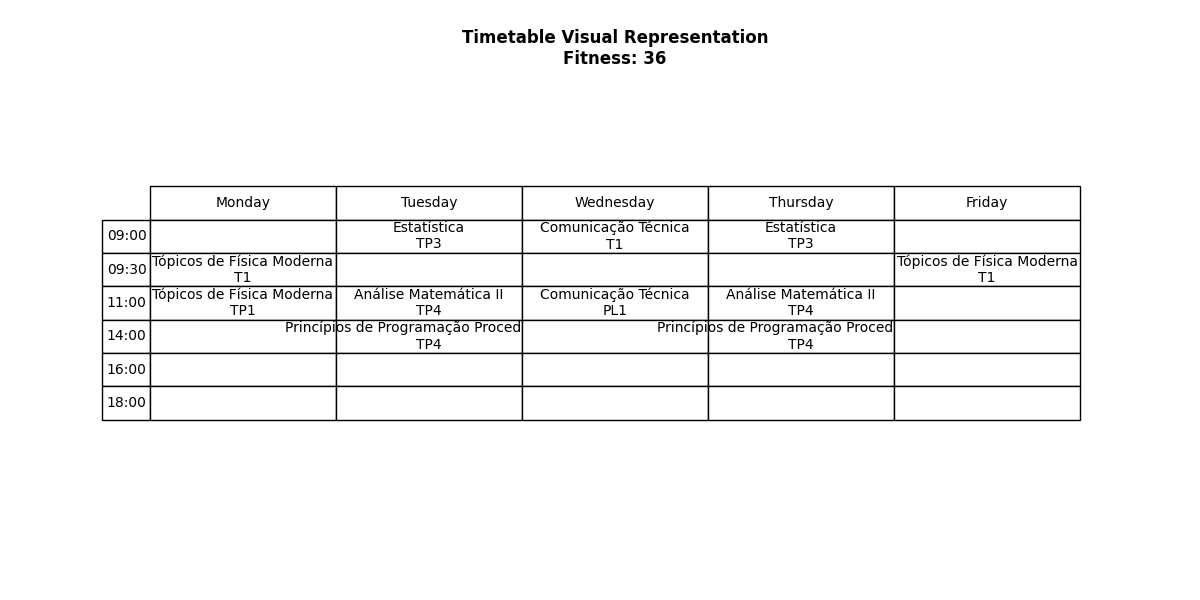 Timetable Visual Representation
Fitness: 36
Monday Tuesday Wednesday Thursday Friday
09:00 Estatística TP3 Comunicação Técnica T1 Estatística TP3
09:30 Tópicos de Física Moderna T1 Tópicos de Física Moderna T1
11:00 Tópicos de Física Moderna TP1 Análise Matemática II TP4 Comunicação Técnica PL1 Análise Matemática II TP4
14:00 Princípios de Programação Proced TP4 Princípios de Programação Proced TP4
16:00
18:00